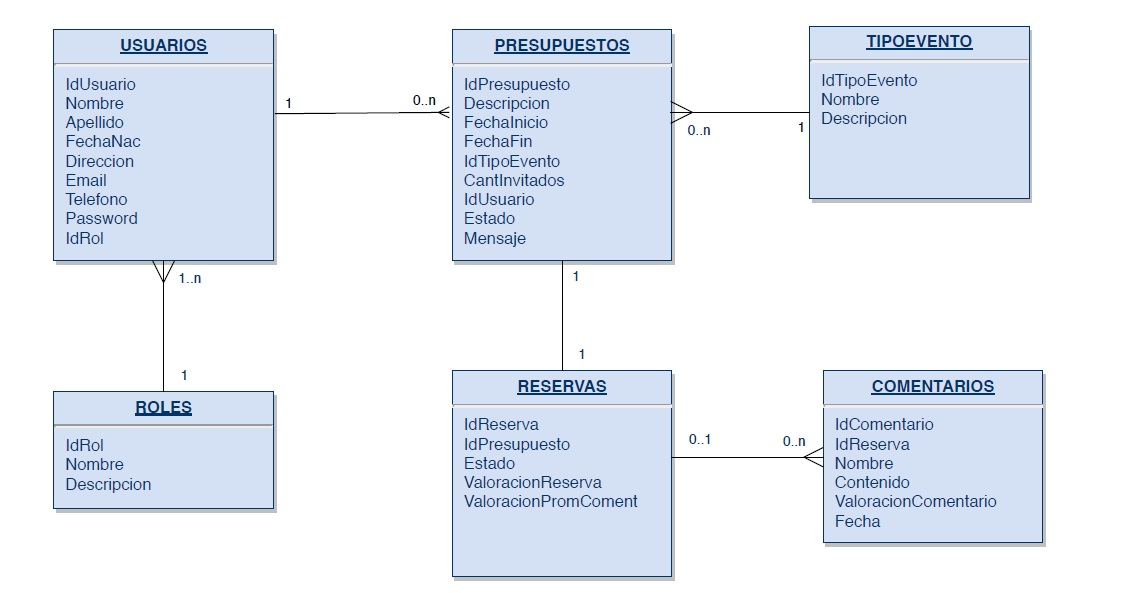 USUARIOS
IdUsuario
Nombre
Apellido
FechaNac
Direccion
Email
Telefono
Password
IdRol
1
0..n
PRESUPUESTOS
IdPresupuesto
Descripcion
FechaInicio
FechaFin
IdTipoEvento
CantInvitados
IdUsuario
Estado
Mensaje
0..n
1
TIPOEVENTO
IdTipoEvento
Nombre
Descripcion
1..n
1
ROLES
IdRol
Nombre
Descripcion
1
1
RESERVAS
IdReserva
IdPresupuesto
Estado
ValoracionReserva
ValoracionPromComent
0..1
0..n
COMENTARIOS
IdComentario
IdReserva
Nombre
Contenido
ValoracionComentario
Fecha